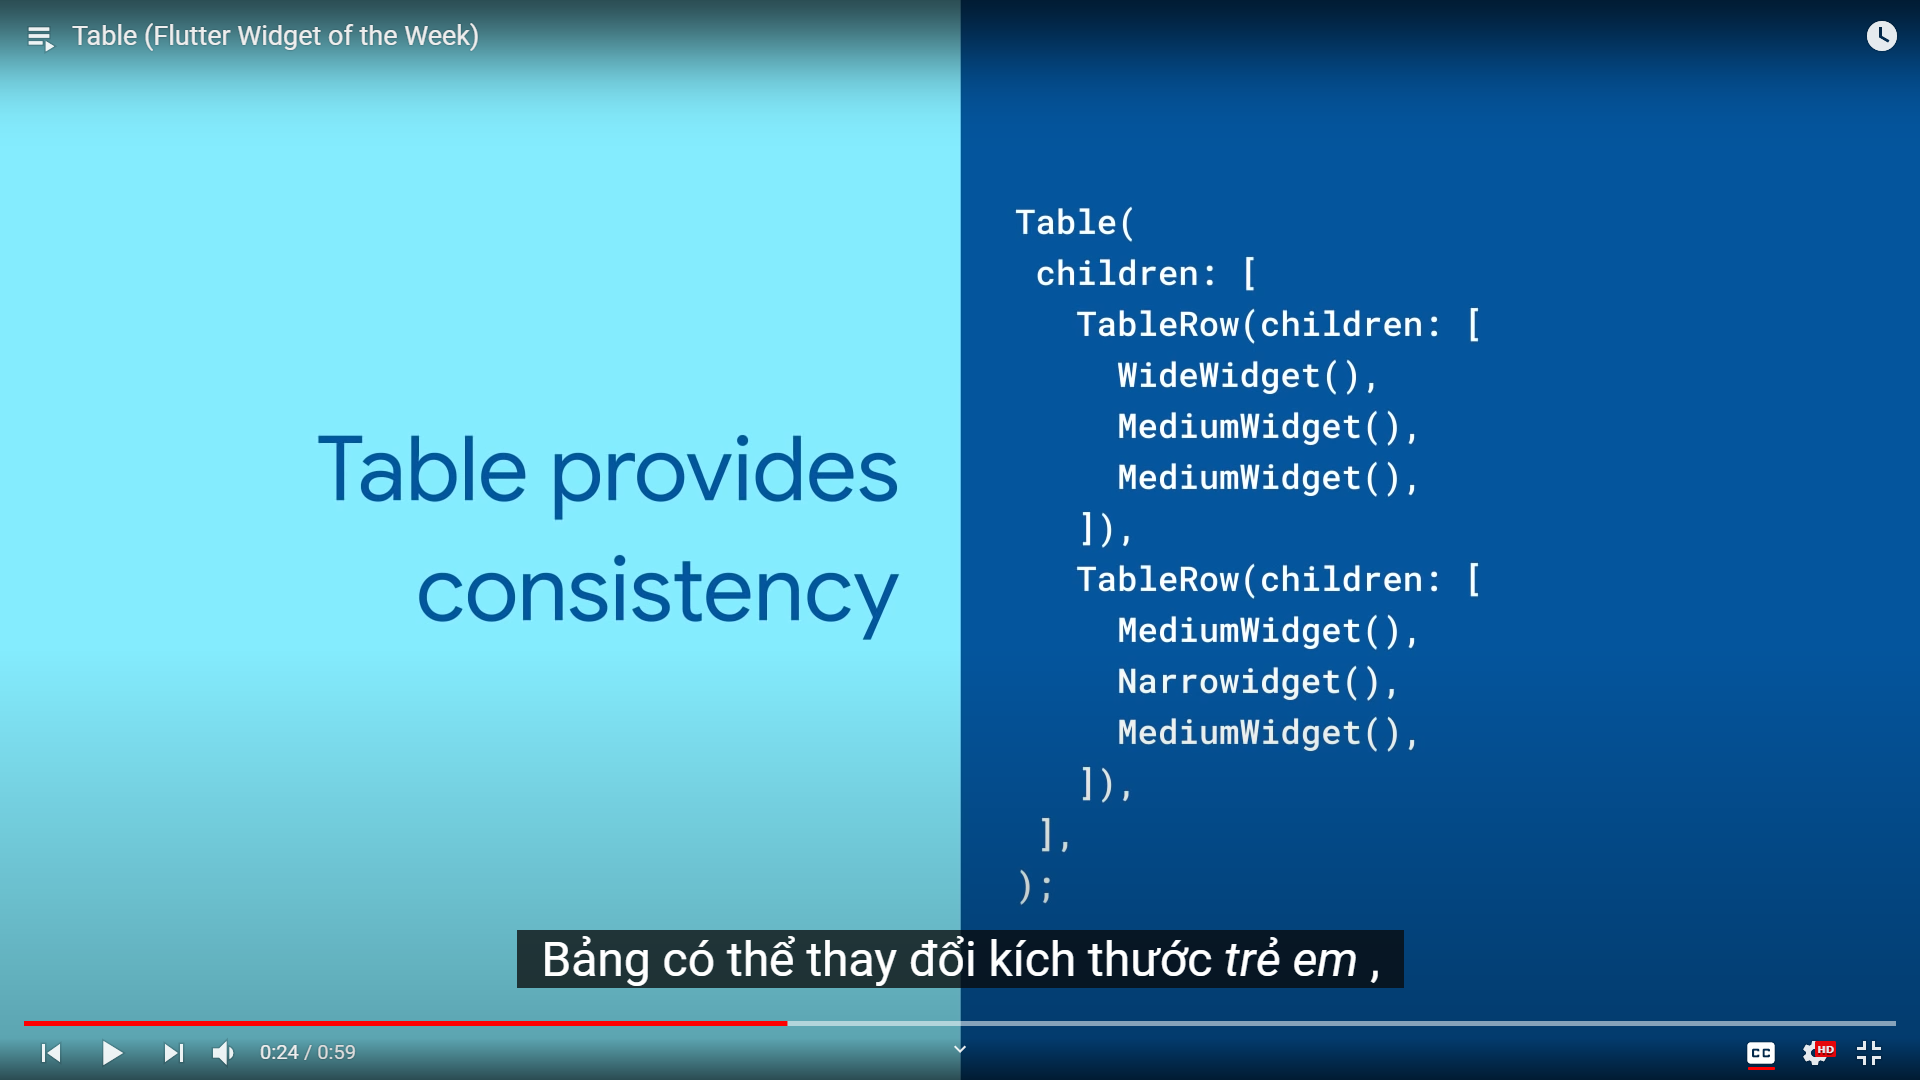 Table (Flutter Widget of the Week)
Table provides
consistency
Table(
children: [
TableRow(children: [
WideWidget(),
MediumWidget(),
MediumWidget(),
]),
TableRow(children: [
MediumWidget(),
Narrowidget(),
MediumWidget(),
]),
],
);
Bảng có thể thay đổi kích thước trẻ em ,
0:24 / 0:59
CC
HD